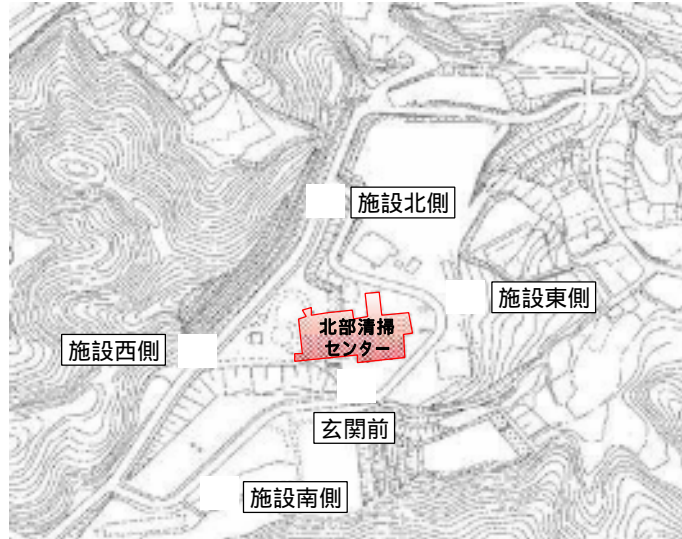 施設北側
施設東側
北部清掃
センター
施設西側
玄関前
施設南側